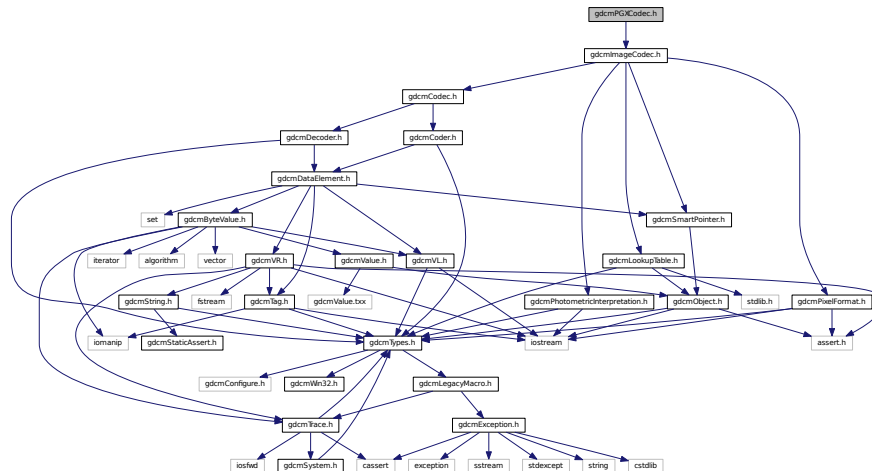 gdcmPGXCodec.h
gdcmImageCodec.h
gdcmCodec.h
gdcmDecoder.h
gdcmCoder.h
gdcmDataElement.h
set
gdcmByteValue.h
gdcmSmartPointer.h
iterator
algorithm
vector
gdcmVR.h
gdcmValue.h
gdcmVL.h
gdcmLookupTable.h
gdcmString.h
fstream
gdcmTag.h
gdcmValue.txx
gdcmPhotometricInterpretation.h
gdcmObject.h
stdlib.h
gdcmPixelFormat.h
iomanip
gdcmStaticAssert.h
gdcmTypes.h
iostream
assert.h
gdcmConfigure.h
gdcmWin32.h
gdcmLegacyMacro.h
gdcmTrace.h
gdcmException.h
iosfwd
gdcmSystem.h
cassert
exception
sstream
stdexcept
string
cstdlib